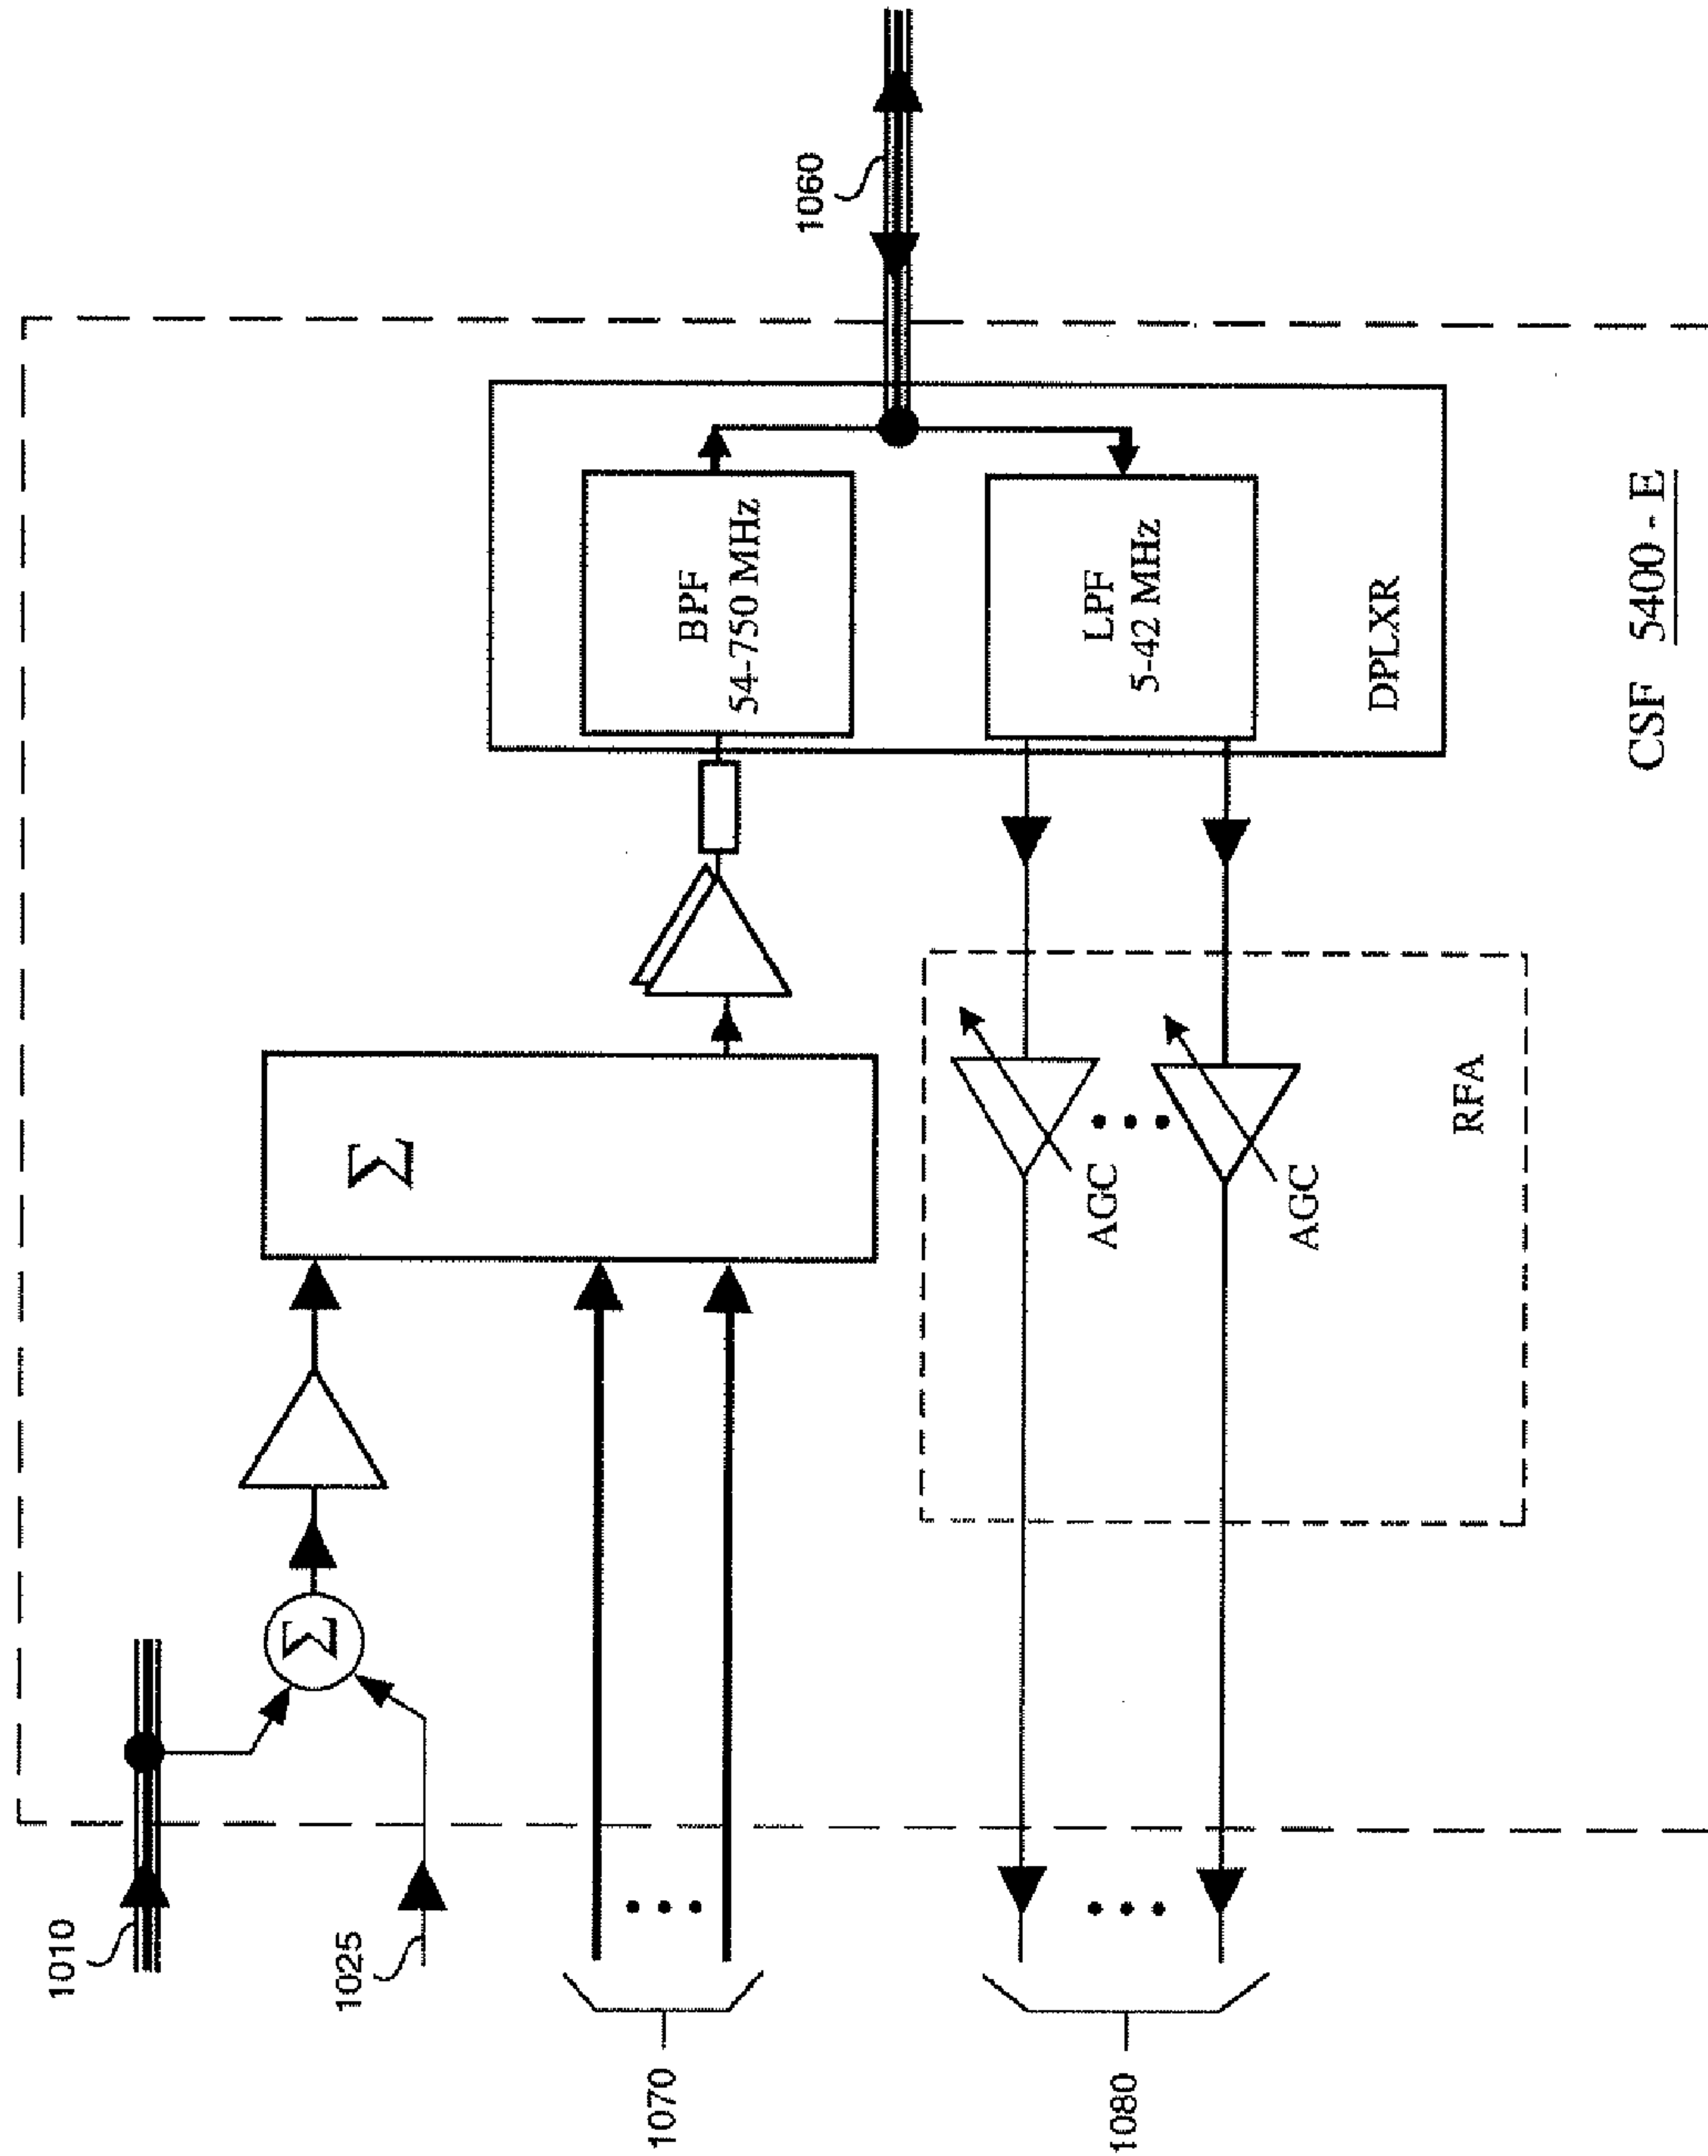 1010
1025
Σ
Σ
1070
BPF
54-750 MHz
1060
1080
AGC
AGC
RFA
LPF
5-42 MHz
DPLXR
CSF 5400 - E